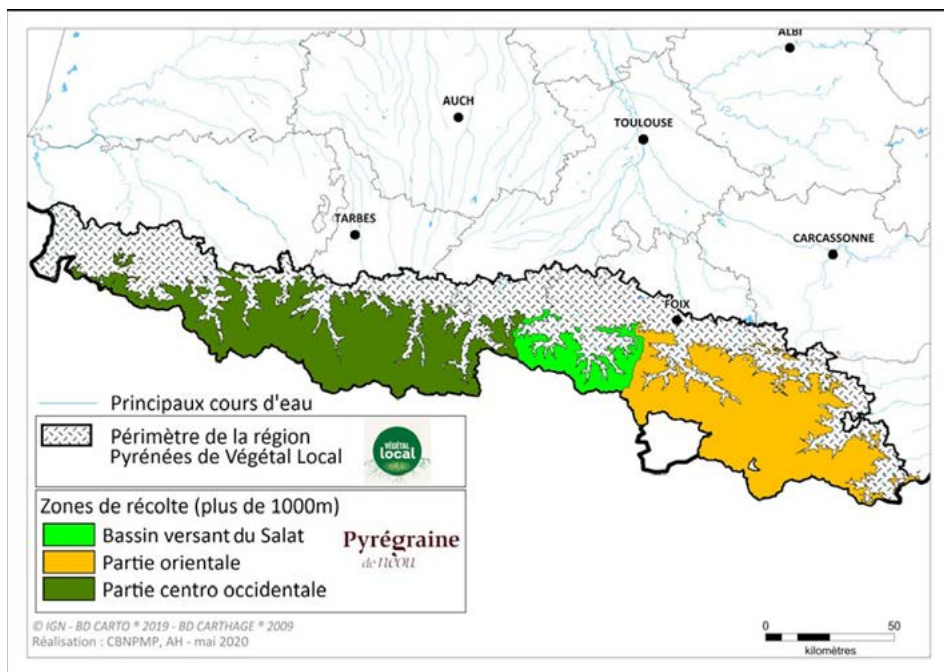 ALBI
AUCH
TOULOUSE
TARBES
CARCASSONNE
FOIX
Principaux cours d'eau
Périmètre de la région
Pyrénées de Végétal Local
VÉGÉTAL
local
Zones de récolte (plus de 1000m)
Bassin versant du Salat
Partie orientale
Partie centro occidentale
Pyrégraine
de néou
© IGN - BD CARTO ® 2019 - BD CARTHAGE ® 2009
Réalisation : CBNPMP, AH - mai 2020
0 25 50
kilomètres